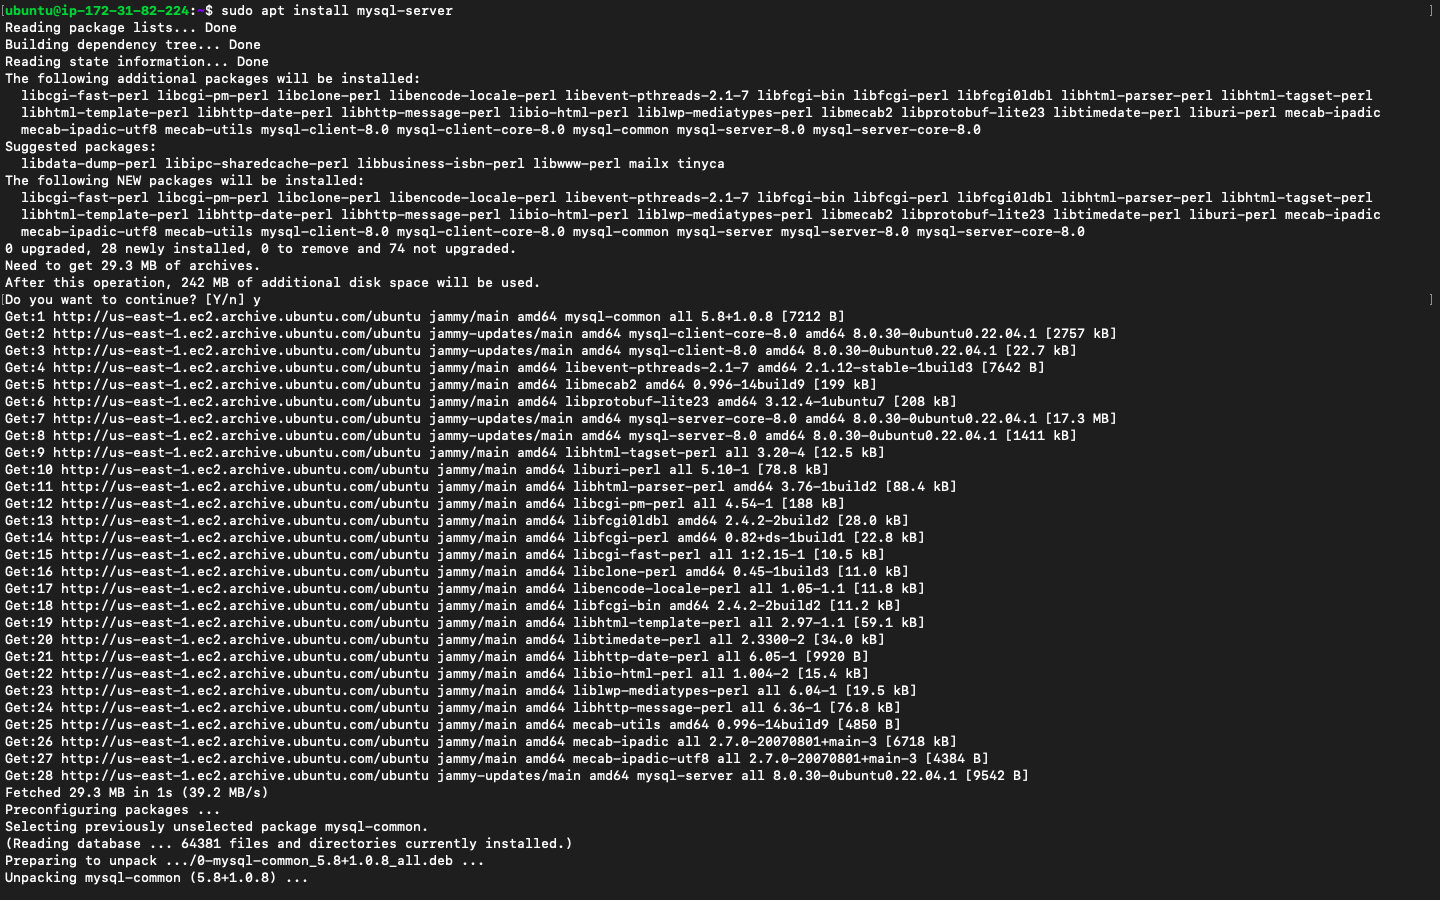 [ubuntu@ip-172-31-82-224:~$ sudo apt install mysql-server ]
Reading package lists... Done
Building dependency tree... Done
Reading state information... Done
The following additional packages will be installed:
  libcgi-fast-perl libcgi-pm-perl libclone-perl libencode-locale-perl libevent-pthreads-2.1-7 libfcgi-bin libfcgi-perl libfcgi0ldbl libhtml-parser-perl libhtml-tagset-perl
  libhtml-template-perl libhttp-date-perl libhttp-message-perl libio-html-perl liblwp-mediatypes-perl libmecab2 libprotobuf-lite23 libtimedate-perl liburi-perl mecab-ipadic
  mecab-ipadic-utf8 mecab-utils mysql-client-8.0 mysql-client-core-8.0 mysql-common mysql-server-8.0 mysql-server-core-8.0
Suggested packages:
  libdata-dump-perl libipc-sharedcache-perl libbusiness-isbn-perl libwww-perl mailx tinyca
The following NEW packages will be installed:
  libcgi-fast-perl libcgi-pm-perl libclone-perl libencode-locale-perl libevent-pthreads-2.1-7 libfcgi-bin libfcgi-perl libfcgi0ldbl libhtml-parser-perl libhtml-tagset-perl
  libhtml-template-perl libhttp-date-perl libhttp-message-perl libio-html-perl liblwp-mediatypes-perl libmecab2 libprotobuf-lite23 libtimedate-perl liburi-perl mecab-ipadic
  mecab-ipadic-utf8 mecab-utils mysql-client-8.0 mysql-client-core-8.0 mysql-common mysql-server mysql-server-8.0 mysql-server-core-8.0
0 upgraded, 28 newly installed, 0 to remove and 74 not upgraded.
Need to get 29.3 MB of archives.
After this operation, 242 MB of additional disk space will be used.
[Do you want to continue? [Y/n] y ]
Get:1 http://us-east-1.ec2.archive.ubuntu.com/ubuntu jammy/main amd64 mysql-common all 5.8+1.0.8 [7212 B]
Get:2 http://us-east-1.ec2.archive.ubuntu.com/ubuntu jammy-updates/main amd64 mysql-client-core-8.0 amd64 8.0.30-0ubuntu0.22.04.1 [2757 kB]
Get:3 http://us-east-1.ec2.archive.ubuntu.com/ubuntu jammy-updates/main amd64 mysql-client-8.0 amd64 8.0.30-0ubuntu0.22.04.1 [22.7 kB]
Get:4 http://us-east-1.ec2.archive.ubuntu.com/ubuntu jammy/main amd64 libevent-pthreads-2.1-7 amd64 2.1.12-stable-1build3 [7642 B]
Get:5 http://us-east-1.ec2.archive.ubuntu.com/ubuntu jammy/main amd64 libmecab2 amd64 0.996-14build9 [199 kB]
Get:6 http://us-east-1.ec2.archive.ubuntu.com/ubuntu jammy/main amd64 libprotobuf-lite23 amd64 3.12.4-1ubuntu7 [208 kB]
Get:7 http://us-east-1.ec2.archive.ubuntu.com/ubuntu jammy-updates/main amd64 mysql-server-core-8.0 amd64 8.0.30-0ubuntu0.22.04.1 [17.3 MB]
Get:8 http://us-east-1.ec2.archive.ubuntu.com/ubuntu jammy-updates/main amd64 mysql-server-8.0 amd64 8.0.30-0ubuntu0.22.04.1 [1411 kB]
Get:9 http://us-east-1.ec2.archive.ubuntu.com/ubuntu jammy/main amd64 libhtml-tagset-perl all 3.20-4 [12.5 kB]
Get:10 http://us-east-1.ec2.archive.ubuntu.com/ubuntu jammy/main amd64 liburi-perl all 5.10-1 [78.8 kB]
Get:11 http://us-east-1.ec2.archive.ubuntu.com/ubuntu jammy/main amd64 libhtml-parser-perl amd64 3.76-1build2 [88.4 kB]
Get:12 http://us-east-1.ec2.archive.ubuntu.com/ubuntu jammy/main amd64 libcgi-pm-perl all 4.54-1 [188 kB]
Get:13 http://us-east-1.ec2.archive.ubuntu.com/ubuntu jammy/main amd64 libfcgi0ldbl amd64 2.4.2-2build2 [28.0 kB]
Get:14 http://us-east-1.ec2.archive.ubuntu.com/ubuntu jammy/main amd64 libfcgi-perl amd64 0.82+ds-1build1 [22.8 kB]
Get:15 http://us-east-1.ec2.archive.ubuntu.com/ubuntu jammy/main amd64 libcgi-fast-perl all 1:2.15-1 [10.5 kB]
Get:16 http://us-east-1.ec2.archive.ubuntu.com/ubuntu jammy/main amd64 libclone-perl amd64 0.45-1build3 [11.0 kB]
Get:17 http://us-east-1.ec2.archive.ubuntu.com/ubuntu jammy/main amd64 libencode-locale-perl all 1.05-1.1 [11.8 kB]
Get:18 http://us-east-1.ec2.archive.ubuntu.com/ubuntu jammy/main amd64 libfcgi-bin amd64 2.4.2-2build2 [11.2 kB]
Get:19 http://us-east-1.ec2.archive.ubuntu.com/ubuntu jammy/main amd64 libhtml-template-perl all 2.97-1.1 [59.1 kB]
Get:20 http://us-east-1.ec2.archive.ubuntu.com/ubuntu jammy/main amd64 libtimedate-perl all 2.3300-2 [34.0 kB]
Get:21 http://us-east-1.ec2.archive.ubuntu.com/ubuntu jammy/main amd64 libhttp-date-perl all 6.05-1 [9920 B]
Get:22 http://us-east-1.ec2.archive.ubuntu.com/ubuntu jammy/main amd64 libio-html-perl all 1.004-2 [15.4 kB]
Get:23 http://us-east-1.ec2.archive.ubuntu.com/ubuntu jammy/main amd64 liblwp-mediatypes-perl all 6.04-1 [19.5 kB]
Get:24 http://us-east-1.ec2.archive.ubuntu.com/ubuntu jammy/main amd64 libhttp-message-perl all 6.36-1 [76.8 kB]
Get:25 http://us-east-1.ec2.archive.ubuntu.com/ubuntu jammy/main amd64 mecab-utils amd64 0.996-14build9 [4850 B]
Get:26 http://us-east-1.ec2.archive.ubuntu.com/ubuntu jammy/main amd64 mecab-ipadic all 2.7.0-20070801+main-3 [6718 kB]
Get:27 http://us-east-1.ec2.archive.ubuntu.com/ubuntu jammy/main amd64 mecab-ipadic-utf8 all 2.7.0-20070801+main-3 [4384 B]
Get:28 http://us-east-1.ec2.archive.ubuntu.com/ubuntu jammy-updates/main amd64 mysql-server all 8.0.30-0ubuntu0.22.04.1 [9542 B]
Fetched 29.3 MB in 1s (39.2 MB/s)
Preconfiguring packages ...
Selecting previously unselected package mysql-common.
(Reading database ... 64381 files and directories currently installed.)
Preparing to unpack .../0-mysql-common_5.8+1.0.8_all.deb ...
Unpacking mysql-common (5.8+1.0.8) ...